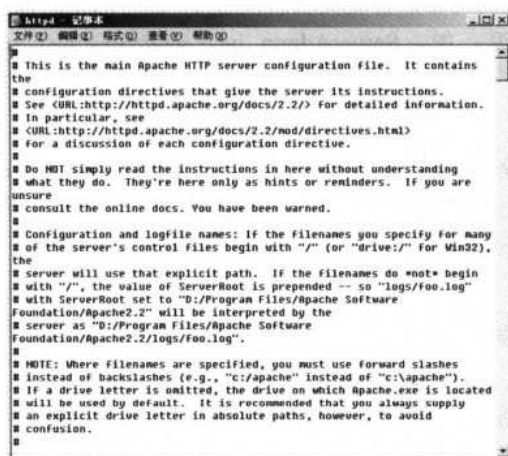 httpd - 记事本
文件(F) 编辑(E) 格式(O) 查看(V) 帮助(H)
#
# This is the main Apache HTTP server configuration file.  It contains
the
# configuration directives that give the server its instructions.
# See <URL:http://httpd.apache.org/docs/2.2/> for detailed information.
# In particular, see
# <URL:http://httpd.apache.org/docs/2.2/mod/directives.html>
# for a discussion of each configuration directive.
#
# Do NOT simply read the instructions in here without understanding
# what they do.  They're here only as hints or reminders.  If you are
unsure
# consult the online docs. You have been warned.
#
# Configuration and logfile names: If the filenames you specify for many
# of the server's control files begin with "/" (or "drive:/" for Win32),
the
# server will use that explicit path.  If the filenames do *not* begin
# with "/", the value of ServerRoot is prepended -- so "logs/foo.log"
# with ServerRoot set to "D:/Program Files/Apache Software
Foundation/Apache2.2" will be interpreted by the
# server as "D:/Program Files/Apache Software
Foundation/Apache2.2/logs/foo.log".
#
# NOTE: Where filenames are specified, you must use forward slashes
# instead of backslashes (e.g., "c:/apache" instead of "c:\apache").
# If a drive letter is omitted, the drive on which Apache.exe is located
# will be used by default.  It is recommended that you always supply
# an explicit drive letter in absolute paths, however, to avoid
# confusion.
#